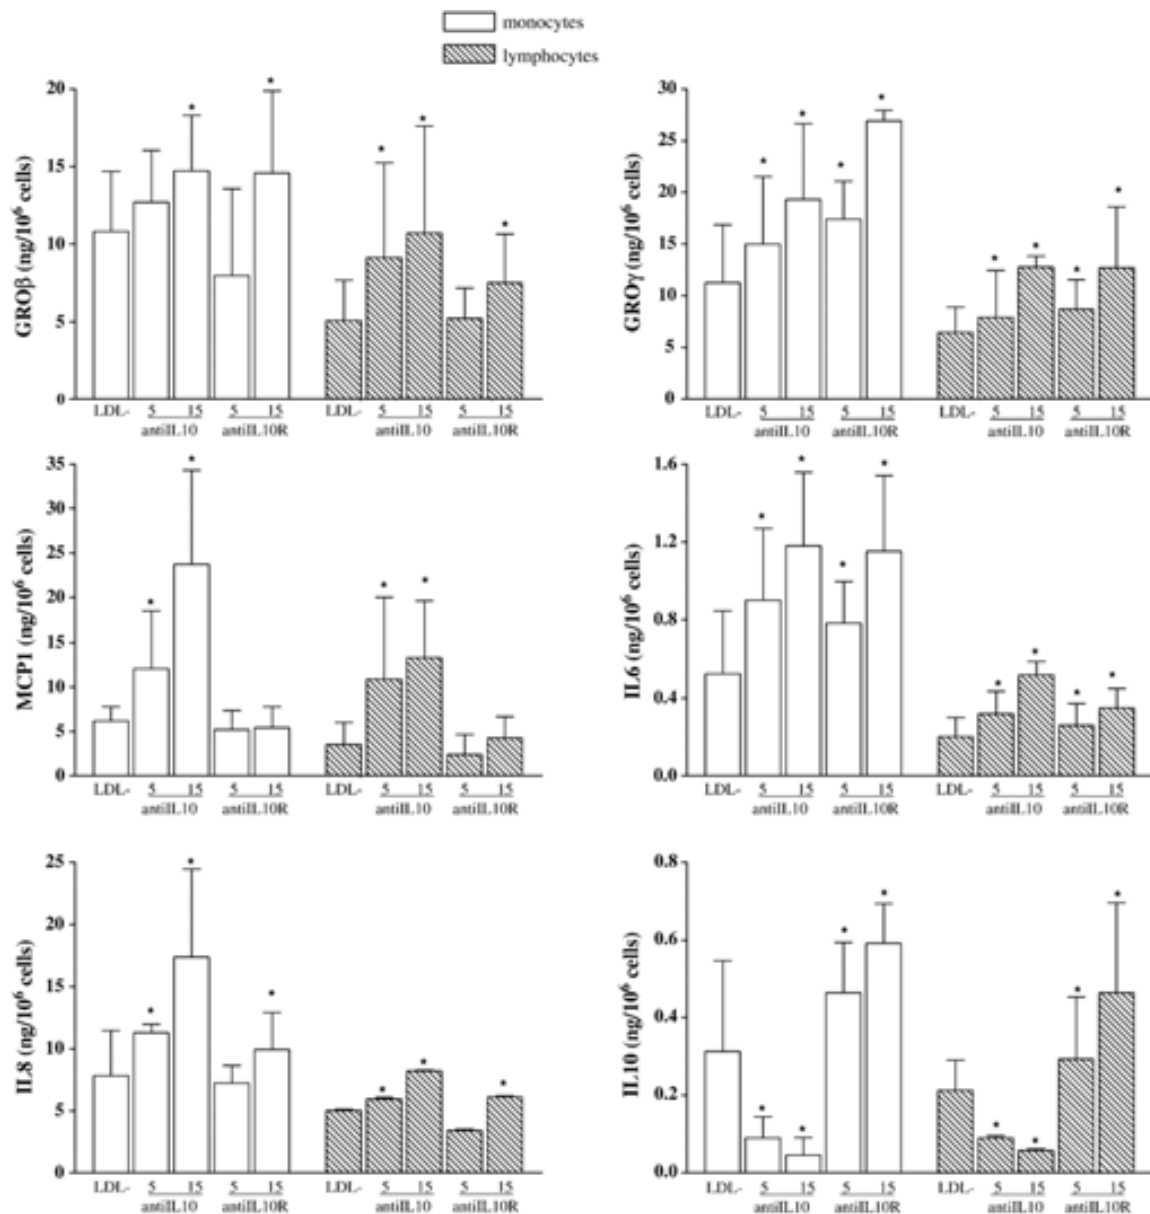 monocytes
lymphocytes
GROβ (ng/10⁶ cells)
20
15
10
5
0
* * * * *
LDL- 5 15 5 15 LDL- 5 15 5 15
antiIL10 antiIL10R antiIL10 antiIL10R
GROγ (ng/10⁶ cells)
30
25
20
15
10
5
0
* * * * * * * *
LDL- 5 15 5 15 LDL- 5 15 5 15
antiIL10 antiIL10R antiIL10 antiIL10R
MCP1 (ng/10⁶ cells)
35
30
25
20
15
10
5
0
* * * *
LDL- 5 15 5 15 LDL- 5 15 5 15
antiIL10 antiIL10R antiIL10 antiIL10R
IL6 (ng/10⁶ cells)
1.6
1.2
0.8
0.4
0.0
* * * * * * * *
LDL- 5 15 5 15 LDL- 5 15 5 15
antiIL10 antiIL10R antiIL10 antiIL10R
IL8 (ng/10⁶ cells)
25
20
15
10
5
0
* * * * * *
LDL- 5 15 5 15 LDL- 5 15 5 15
antiIL10 antiIL10R antiIL10 antiIL10R
IL10 (ng/10⁶ cells)
0.8
0.6
0.4
0.2
0.0
* * * * * * * *
LDL- 5 15 5 15 LDL- 5 15 5 15
antiIL10 antiIL10R antiIL10 antiIL10R